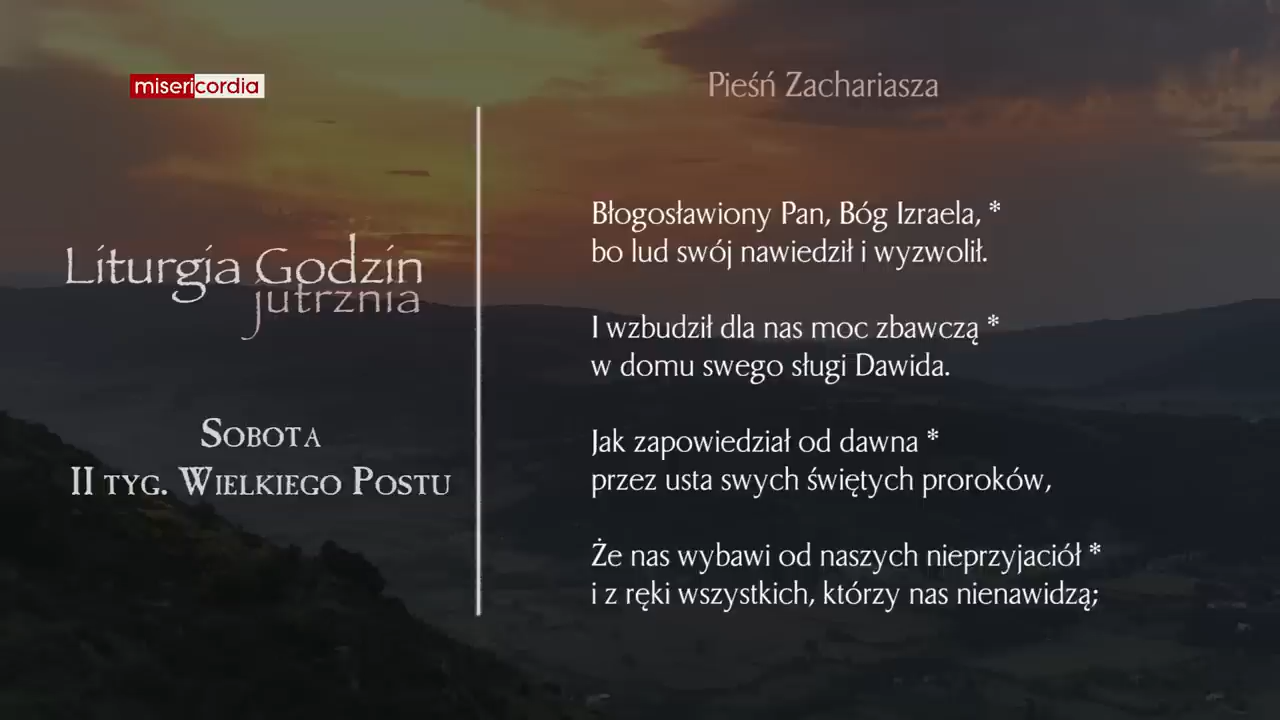 misericordia
Pieśń Zachariasza
Liturgia Godzin
jutrznia
Sobota
II tyg. Wielkiego Postu
Błogosławiony Pan, Bóg Izraela, *
bo lud swój nawiedził i wyzwolił.
I wzbudził dla nas moc zbawczą *
w domu swego sługi Dawida.
Jak zapowiedział od dawna *
przez usta swych świętych proroków,
Że nas wybawi od naszych nieprzyjaciół *
i z ręki wszystkich, którzy nas nienawidzą;